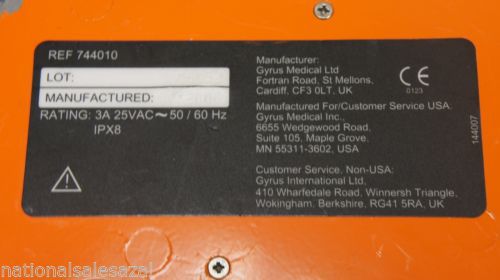 REF 744010
LOT:
MANUFACTURED:
RATING: 3A 25VAC~50 / 60 Hz
IPX8
Manufacturer:
Gyrus Medical Ltd
Fortran Road, St Mellons,
Cardiff, CF3 0LT, UK
CE
0123
Manufactured For/Customer Service USA.
Gyrus Medical Inc.,
6655 Wedgewood Road,
Suite 105, Maple Grove,
MN 55311-3602, USA
Customer Service, Non-USA:
Gyrus International Ltd,
410 Wharfedale Road, Winnersh Triangle,
Wokingham, Berkshire, RG41 5RA, UK
144007
nationalsalesazal